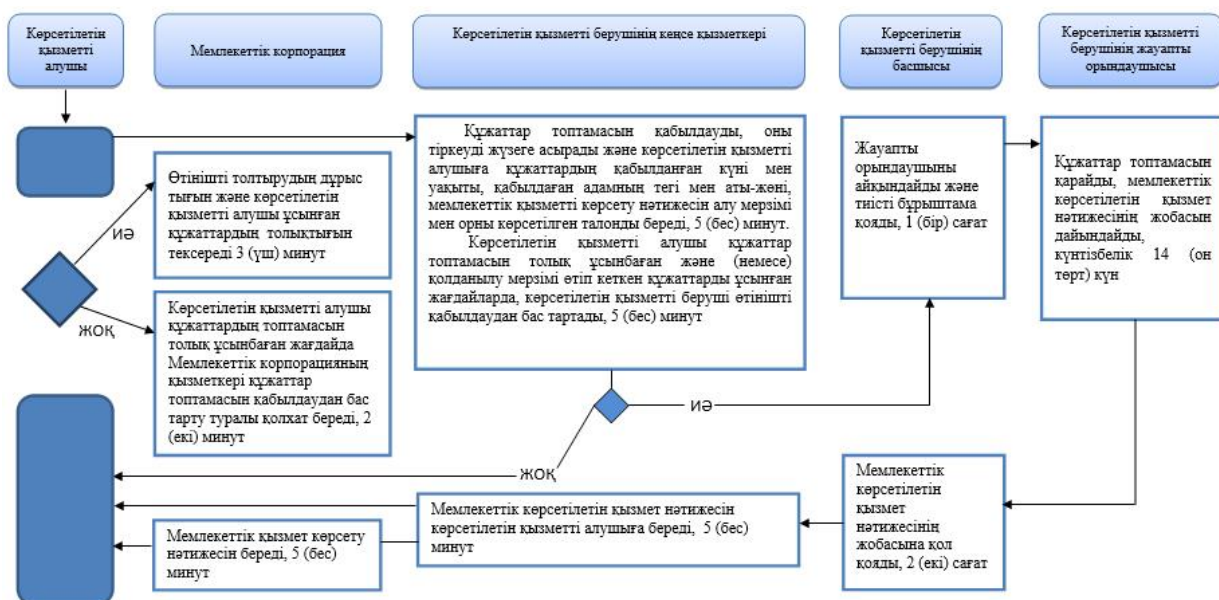 Көрсетілетін
қызметті
алушы
Мемлекеттік корпорация
Көрсетілетін қызметті берушінің кеңсе қызметкері
Көрсетілетін
қызметті берушінің
басшысы
Көрсетілетін қызметті
берушінің жауапты
орындаушысы
Өтінішті толтырудың дұрыс
тығын және көрсетілетін
қызметті алушы ұсынған
құжаттардың толықтығын
тексереді 3 (үш) минут
ИӘ
ЖОҚ
Көрсетілетін қызметті алушы
құжаттардың топтамасын
толық ұсынбаған жағдайда
Мемлекеттік корпорацияның
қызметкері құжаттар
топтамасын қабылдаудан бас
тарту туралы қолхат береді, 2
(екі) минут
Құжаттар топтамасын қабылдауды, оны
тіркеуді жүзеге асырады және көрсетілетін қызметті
алушыға құжаттардың қабылданған күні мен
уақыты, қабылдаған адамның тегі мен аты-жөні,
мемлекеттік қызметті көрсету нәтижесін алу мерзімі
мен орны көрсетілген талонды береді, 5 (бес) минут.
Көрсетілетін қызметті алушы құжаттар
топтамасын толық ұсынбаған және (немесе)
қолданылу мерзімі өтіп кеткен құжаттарды ұсынған
жағдайларда, көрсетілетін қызметті беруші өтінішті
қабылдаудан бас тартады, 5 (бес) минут
Жауапты
орындаушыны
айқындайды және
тиісті бұрыштама
қояды, 1 (бір) сағат
Құжаттар топтамасын
қарайды, мемлекеттік
көрсетілетін қызмет
нәтижесінің жобасын
дайындайды,
күнтізбелік 14 (он
төрт) күн
ИӘ
ЖОҚ
Мемлекеттік
көрсетілетін
қызмет
нәтижесінің
жобасына қол
қояды, 2 (екі) сағат
Мемлекеттік көрсетілетін қызмет нәтижесін
көрсетілетін қызметті алушыға береді, 5 (бес)
минут
Мемлекеттік қызмет көрсету
нәтижесін береді, 5 (бес)
минут